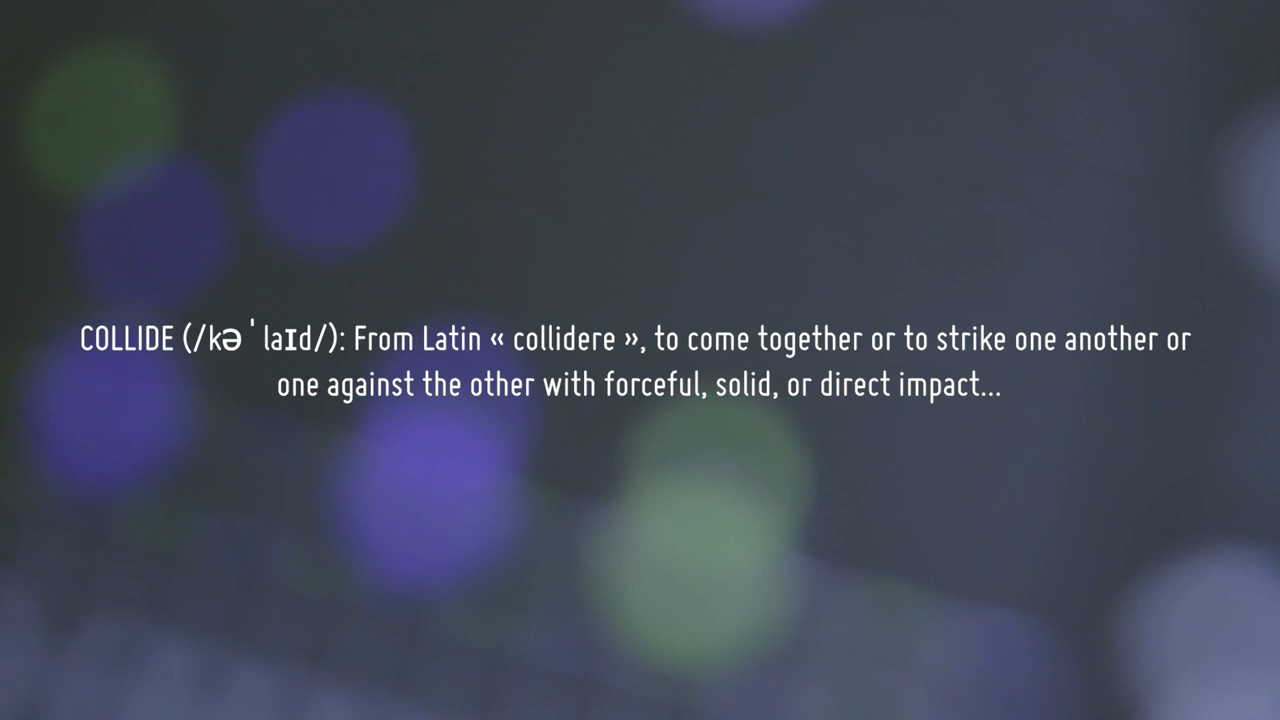 COLLIDE (/kəˈlaɪd/): From Latin « collidere », to come together or to strike one another or
one against the other with forceful, solid, or direct impact...